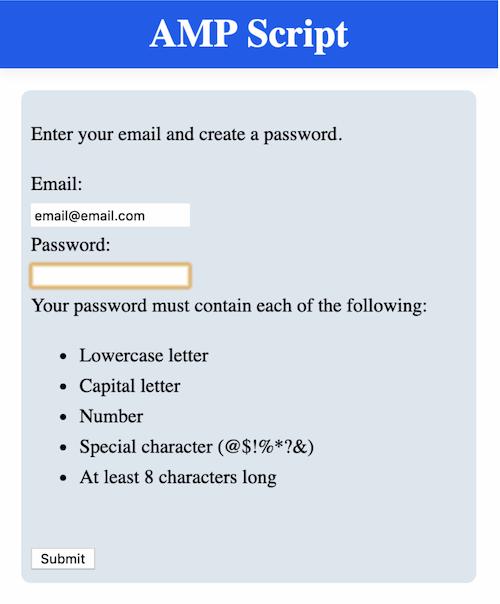 AMP Script
Enter your email and create a password.
Email:
email@email.com
Password:
Your password must contain each of the following:
• Lowercase letter
• Capital letter
• Number
• Special character (@$!%*?&)
• At least 8 characters long
Submit